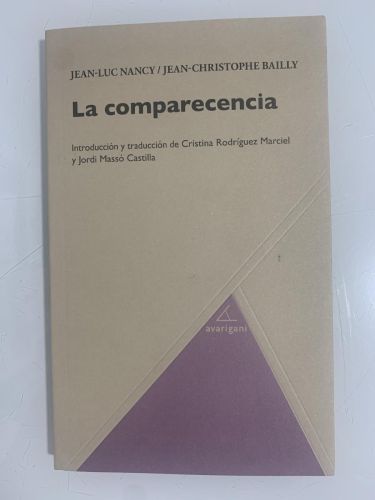 JEAN-LUC NANCY / JEAN-CHRISTOPHE BAILLY
La comparecencia
Introducción y traducción de Cristina Rodríguez Marciel
y Jordi Massó Castilla
avarigani